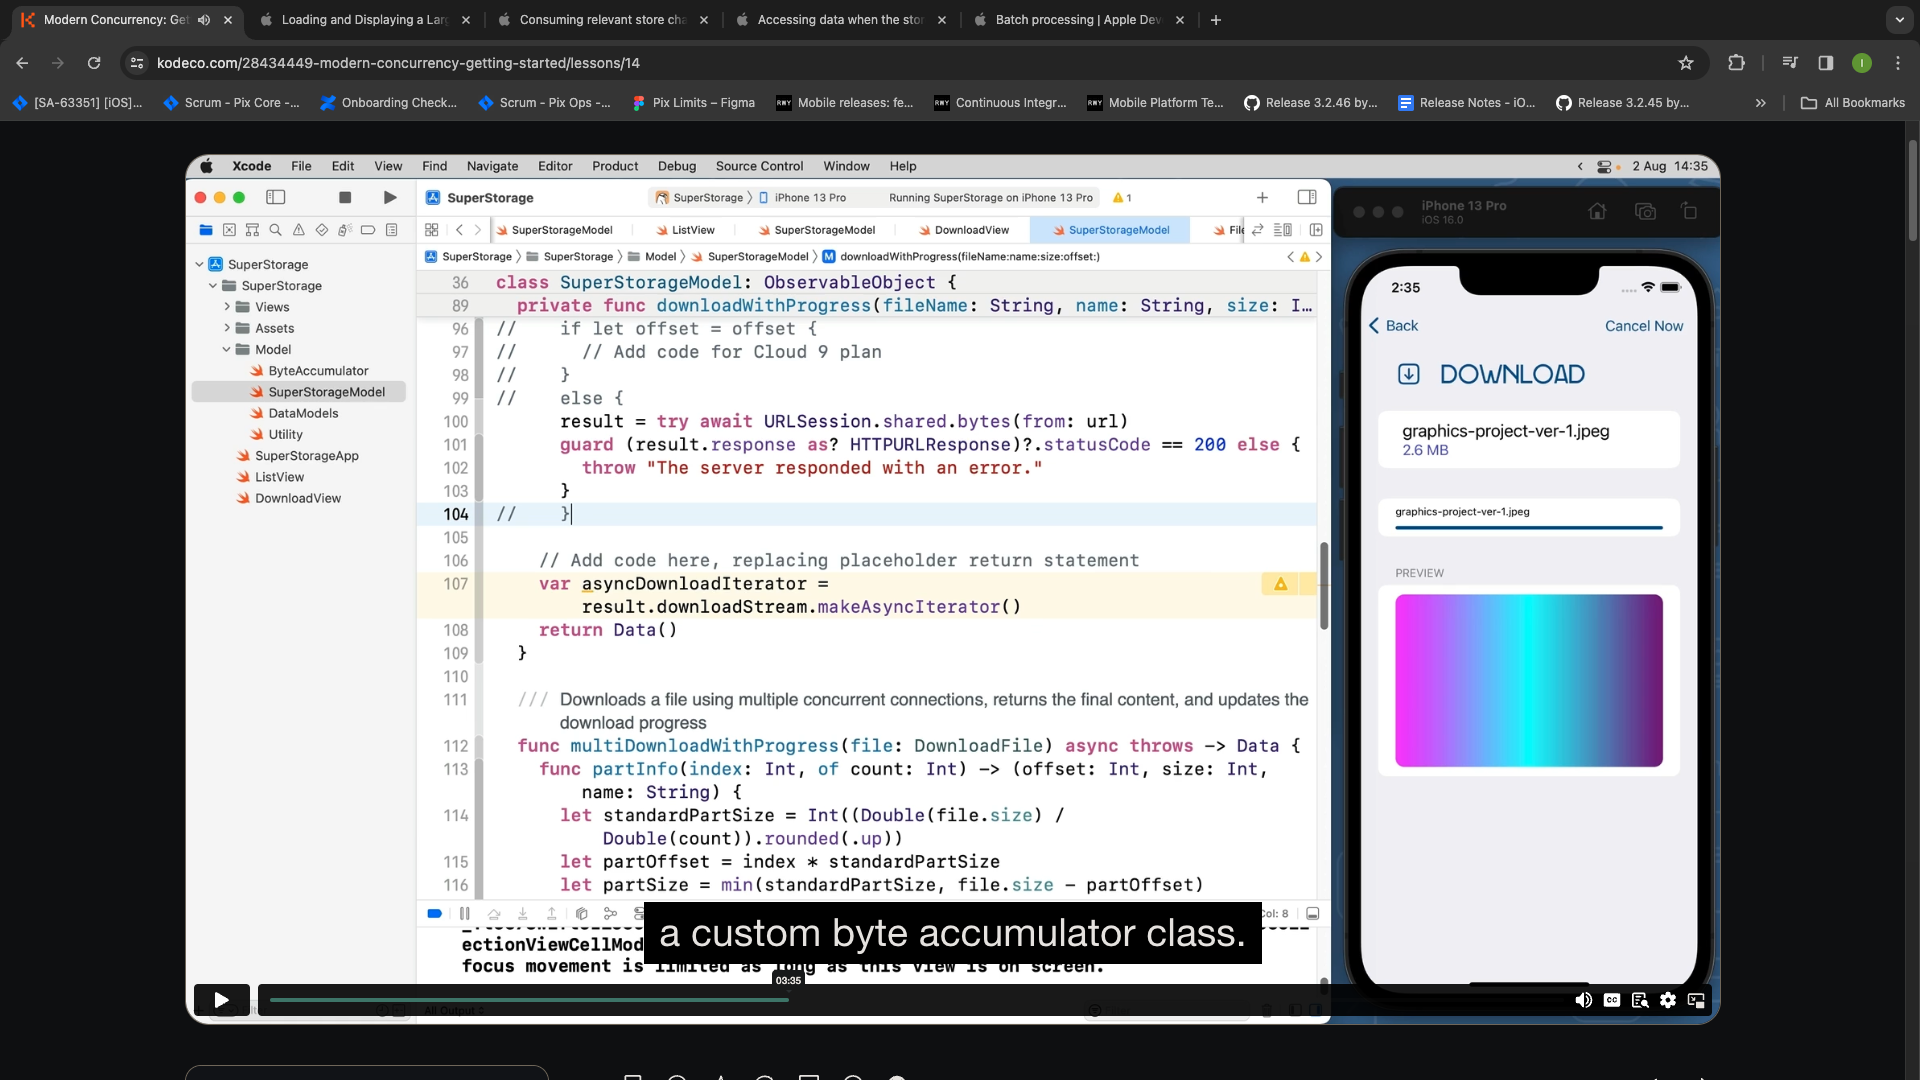 Modern Concurrency: Get
Loading and Displaying a Lar
Consuming relevant store cha
Accessing data when the stor
Batch processing | Apple Dev
kodeco.com/28434449-modern-concurrency-getting-started/lessons/14
I
[SA-63351] [iOS]...
Scrum - Pix Core -...
Onboarding Check...
Scrum - Pix Ops -...
Pix Limits – Figma
Mobile releases: fe...
Continuous Integr...
Mobile Platform Te...
Release 3.2.46 by...
Release Notes - iO...
Release 3.2.45 by...
All Bookmarks
Xcode File Edit View Find Navigate Editor Product Debug Source Control Window Help
2 Aug 14:35
SuperStorage
SuperStorage
iPhone 13 Pro
Running SuperStorage on iPhone 13 Pro
1
SuperStorageModel
ListView
SuperStorageModel
DownloadView
SuperStorageModel
File
SuperStorage
SuperStorage
Model
SuperStorageModel
M downloadWithProgress(fileName:name:size:offset:)
SuperStorage
SuperStorage
Views
Assets
Model
ByteAccumulator
SuperStorageModel
DataModels
Utility
SuperStorageApp
ListView
DownloadView
36 class SuperStorageModel: ObservableObject {
89 private func downloadWithProgress(fileName: String, name: String, size: I...
96 // if let offset = offset {
97 // // Add code for Cloud 9 plan
98 // }
99 // else {
100 result = try await URLSession.shared.bytes(from: url)
101 guard (result.response as? HTTPURLResponse)?.statusCode == 200 else {
102 throw "The server responded with an error."
103 }
104 // }
105
106 // Add code here, replacing placeholder return statement
107 var asyncDownloadIterator =
result.downloadStream.makeAsyncIterator()
108 return Data()
109 }
110
111 /// Downloads a file using multiple concurrent connections, returns the final content, and updates the
download progress
112 func multiDownloadWithProgress(file: DownloadFile) async throws -> Data {
113 func partInfo(index: Int, of count: Int) -> (offset: Int, size: Int,
name: String) {
114 let standardPartSize = Int((Double(file.size) /
Double(count)).rounded(.up))
115 let partOffset = index * standardPartSize
116 let partSize = min(standardPartSize, file.size - partOffset)
Col: 8
ectionViewCellMod
focus movement is limited as long as this view is on screen.
a custom byte accumulator class.
03:35
All Output
CC
iPhone 13 Pro
iOS 16.0
2:35
Back
Cancel Now
DOWNLOAD
graphics-project-ver-1.jpeg
2.6 MB
graphics-project-ver-1.jpeg
PREVIEW